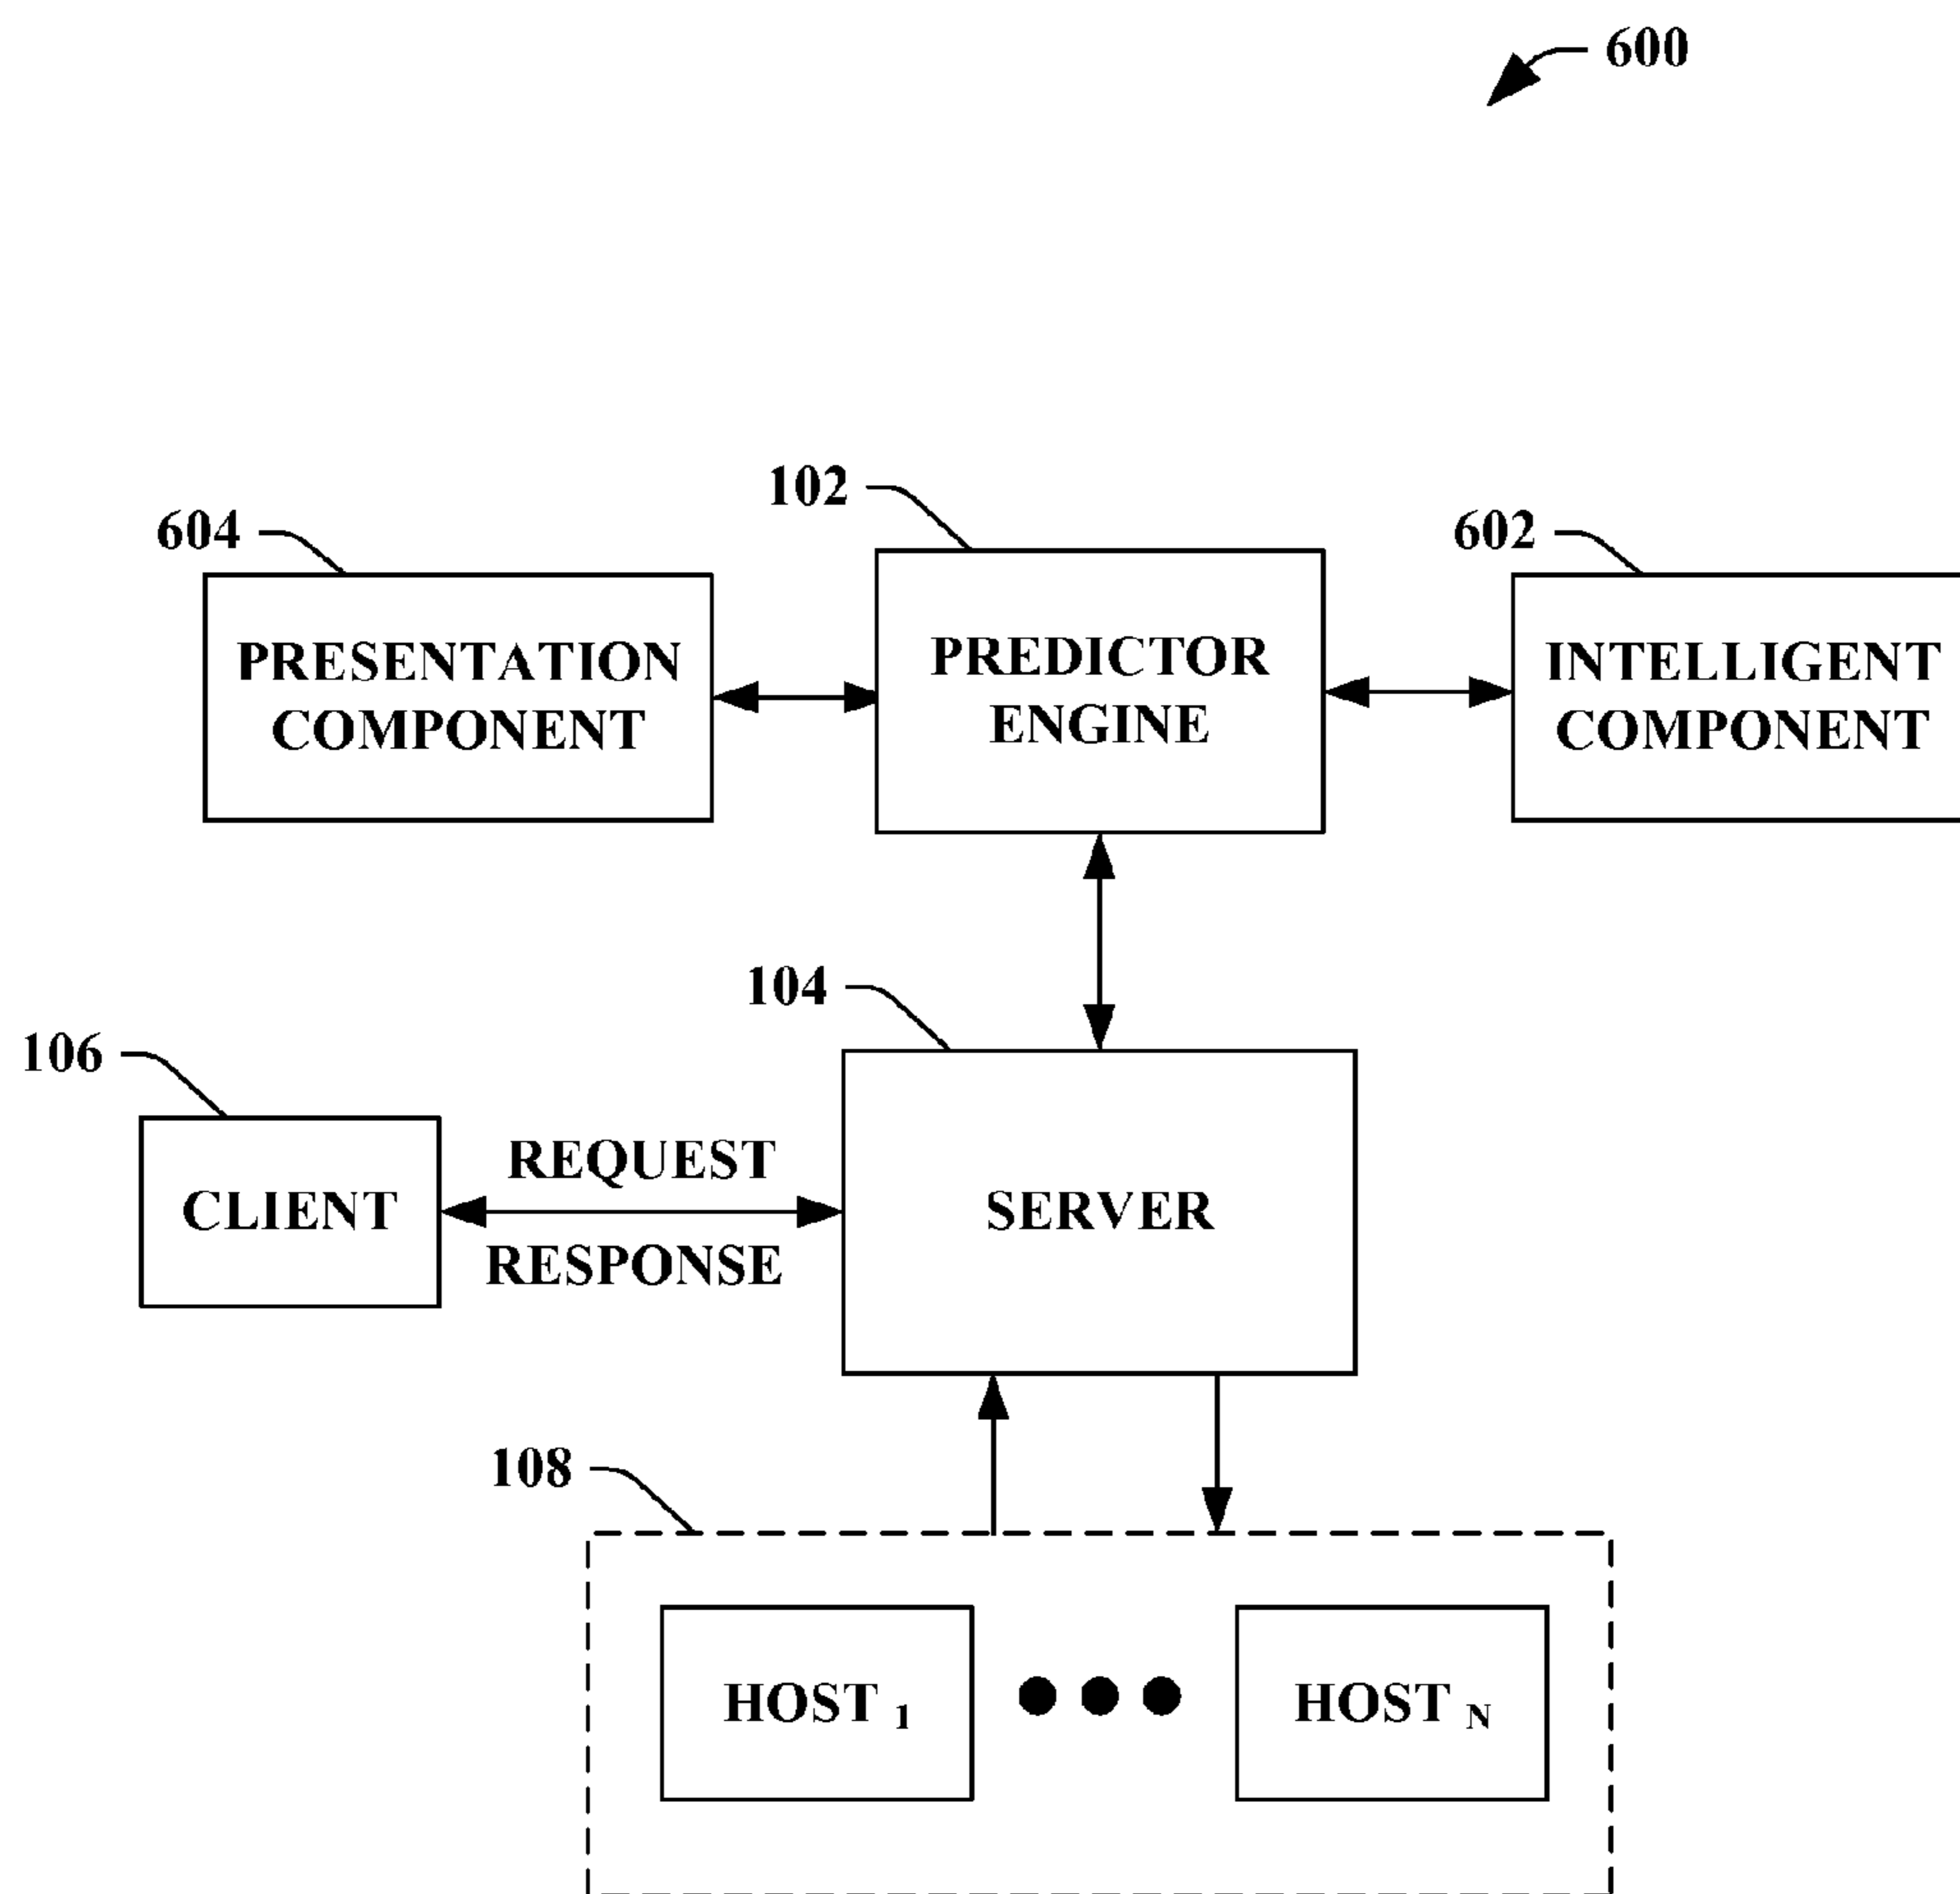 600
102
604
602
PRESENTATION
COMPONENT
PREDICTOR
ENGINE
INTELLIGENT
COMPONENT
104
106
REQUEST
CLIENT
SERVER
RESPONSE
108
HOST 1
HOST N